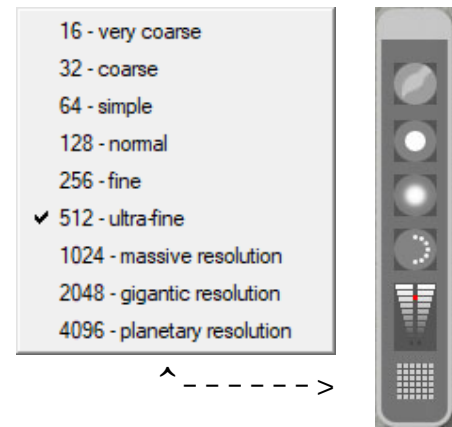 16 - very coarse
32 - coarse
64 - simple
128 - normal
256 - fine
512 - ultra-fine
1024 - massive resolution
2048 - gigantic resolution
4096 - planetary resolution
^ - - - - - - >